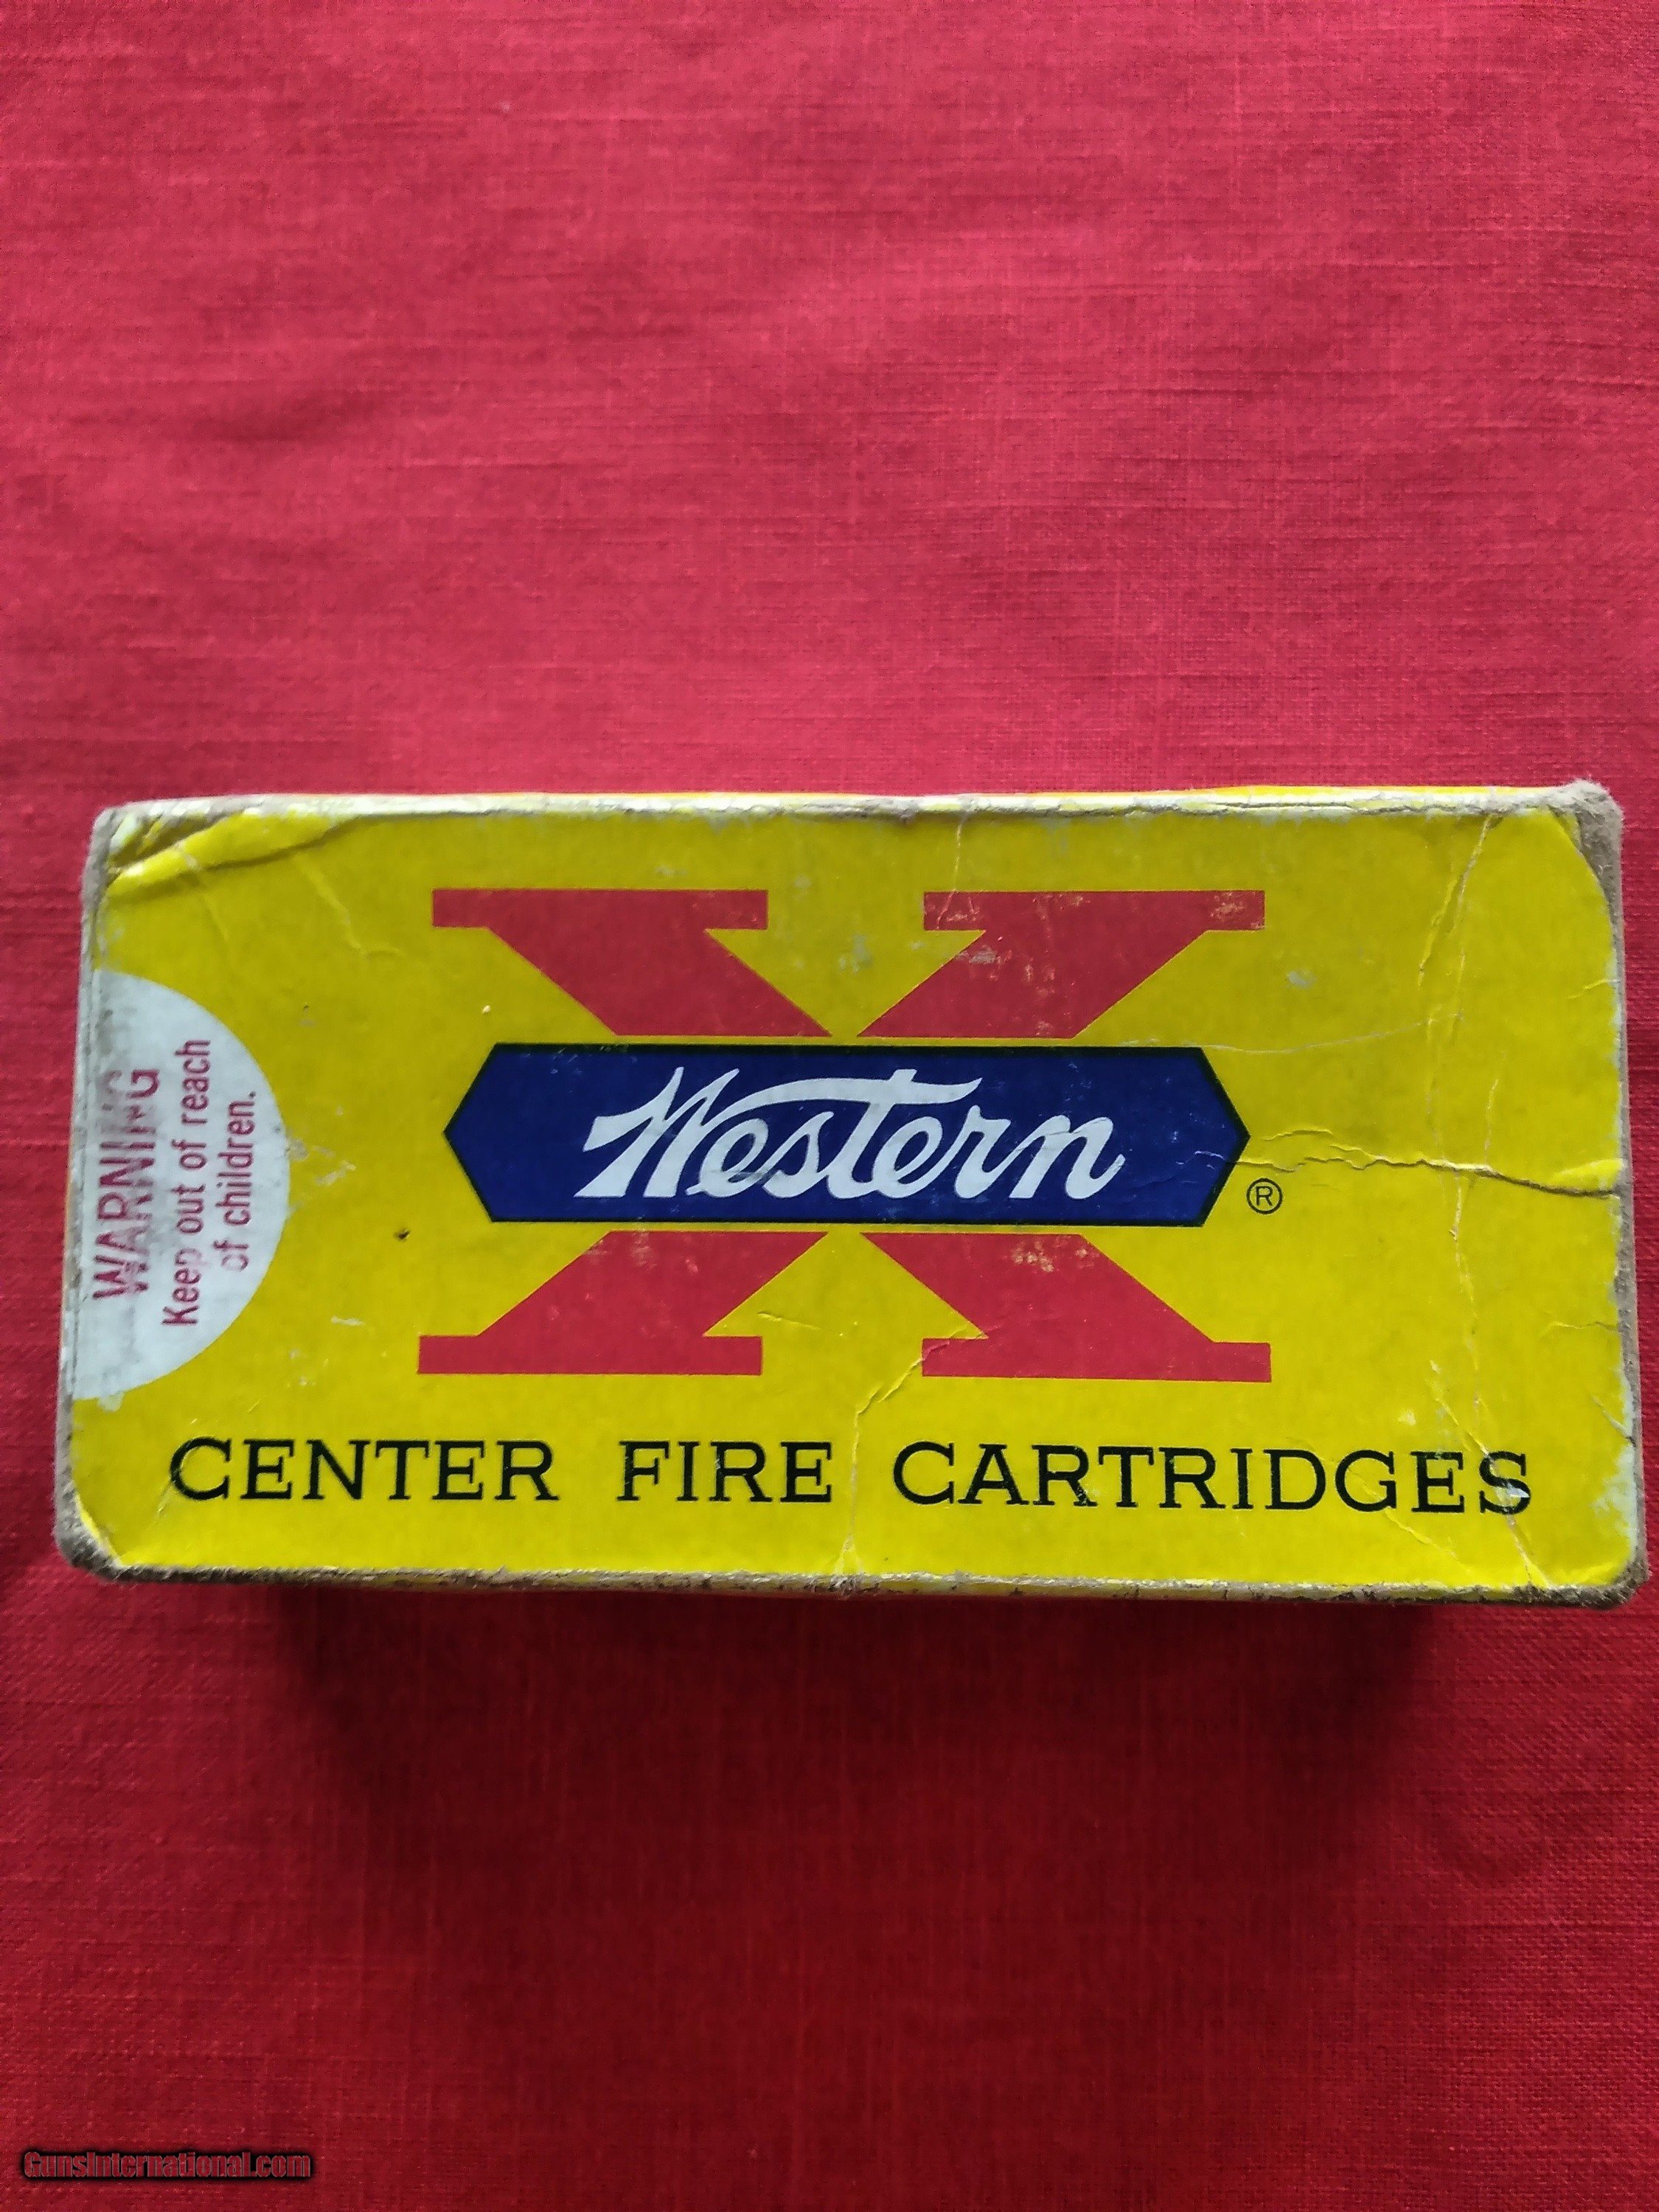 X
Western
®
WARNING
Keep out of reach
of children.
CENTER FIRE CARTRIDGES
GunsInternational.com